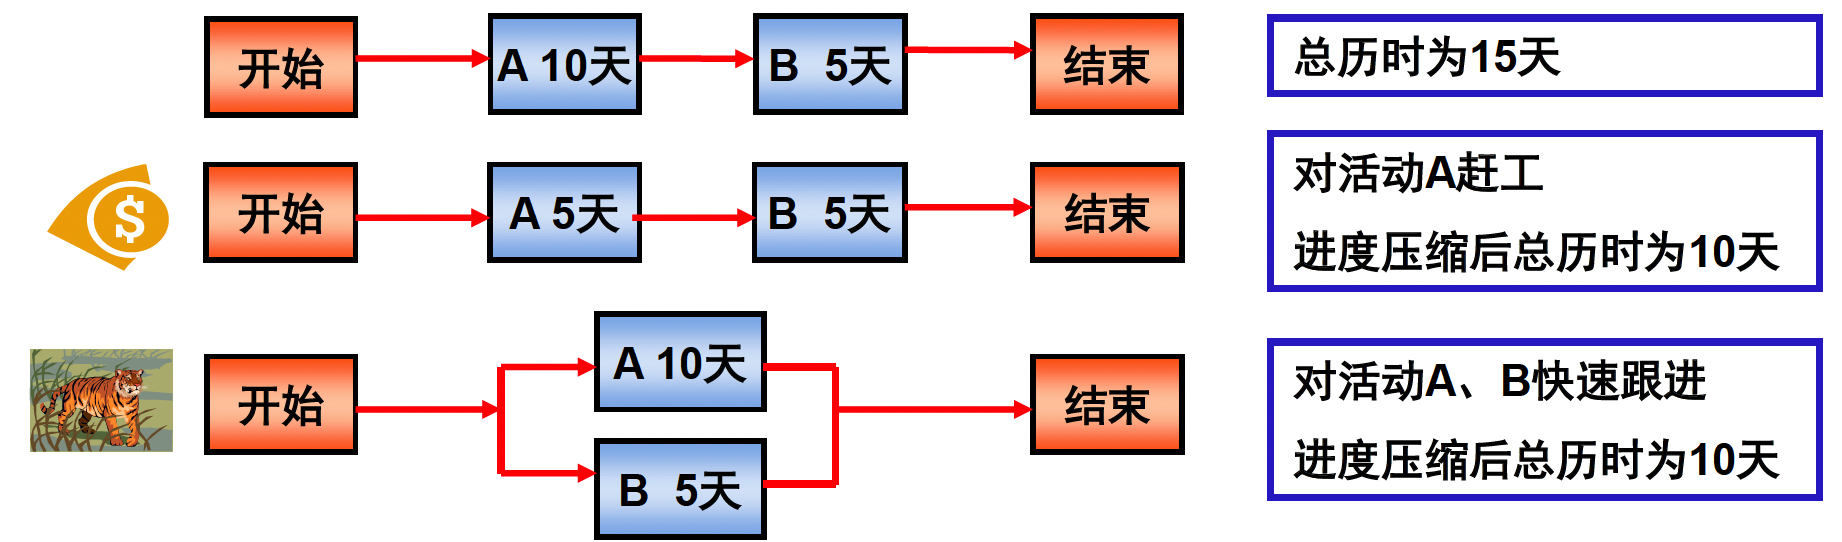 开始
A 10天
B 5天
结束
总历时为15天
$
开始
A 5天
B 5天
结束
对活动A赶工
进度压缩后总历时为10天
开始
A 10天
B 5天
结束
对活动A、B快速跟进
进度压缩后总历时为10天